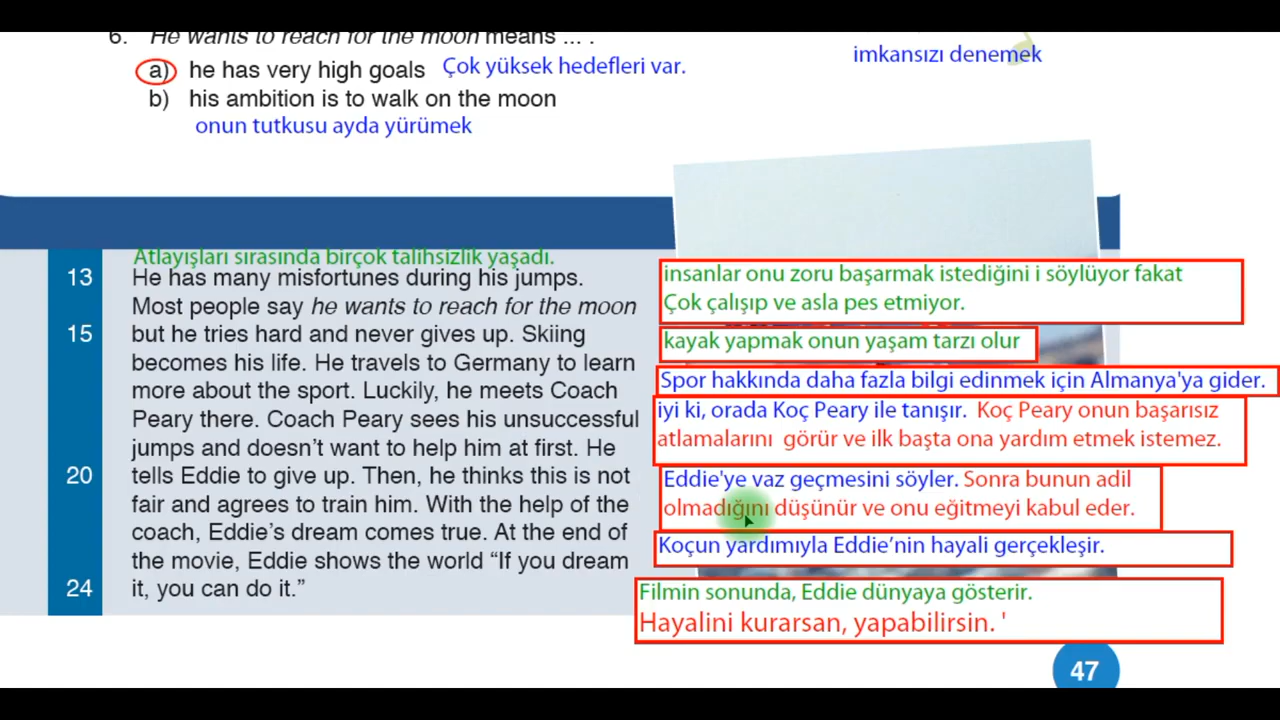 6. He wants to reach for the moon means ... .
imkansızı denemek
a) he has very high goals Çok yüksek hedefleri var.
b) his ambition is to walk on the moon
onun tutkusu ayda yürümek
Atlayışları sırasında birçok talihsizlik yaşadı.
13 He has many misfortunes during his jumps.
Most people say he wants to reach for the moon
15 but he tries hard and never gives up. Skiing
becomes his life. He travels to Germany to learn
more about the sport. Luckily, he meets Coach
Peary there. Coach Peary sees his unsuccessful
jumps and doesn't want to help him at first. He
20 tells Eddie to give up. Then, he thinks this is not
fair and agrees to train him. With the help of the
coach, Eddie's dream comes true. At the end of
the movie, Eddie shows the world “If you dream
24 it, you can do it.”
insanlar onu zoru başarmak istediğini i söylüyor fakat
Çok çalışıp ve asla pes etmiyor.
kayak yapmak onun yaşam tarzı olur
Spor hakkında daha fazla bilgi edinmek için Almanya'ya gider.
iyi ki, orada Koç Peary ile tanışır. Koç Peary onun başarısız
atlamalarını görür ve ilk başta ona yardım etmek istemez.
Eddie'ye vaz geçmesini söyler. Sonra bunun adil
olmadığını düşünür ve onu eğitmeyi kabul eder.
Koçun yardımıyla Eddie’nin hayali gerçekleşir.
Filmin sonunda, Eddie dünyaya gösterir.
Hayalini kurarsan, yapabilirsin. '
47